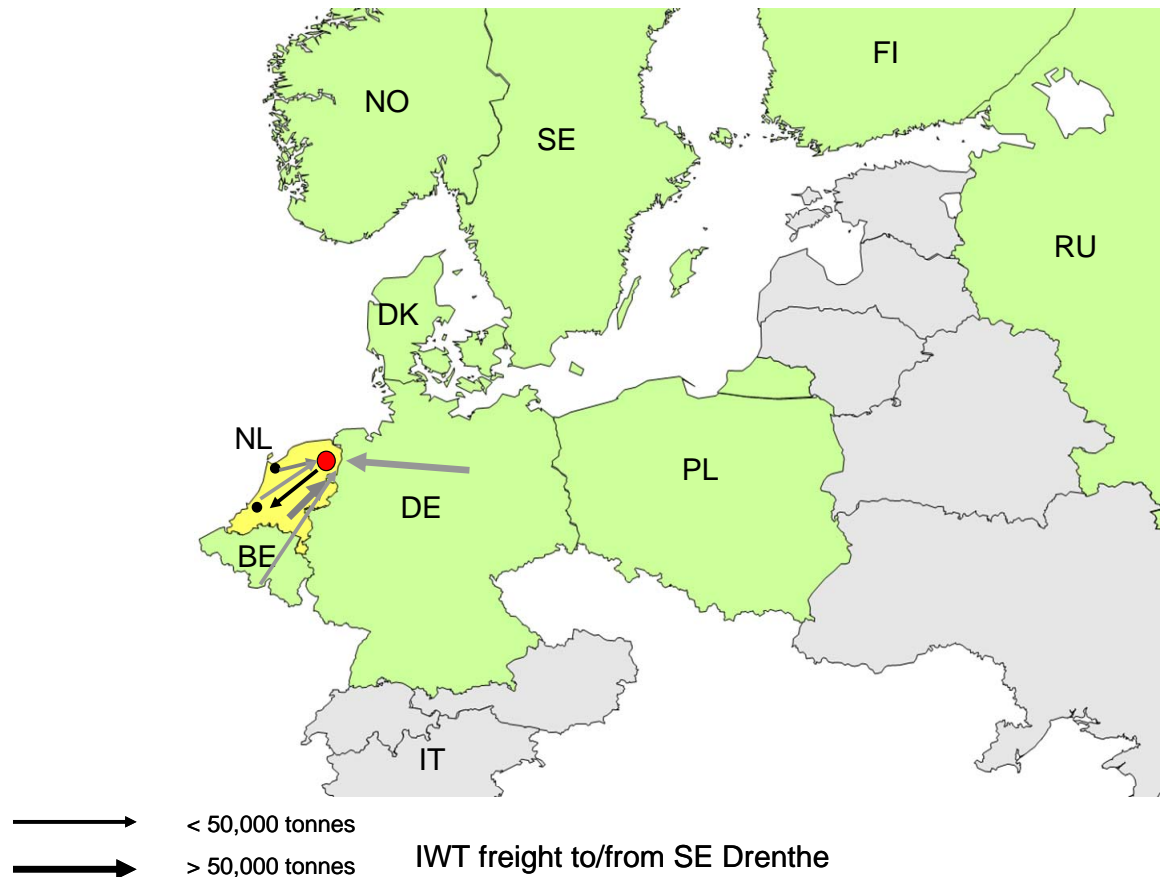 FI
NO
SE
RU
DK
NL
PL
DE
BE
IT
< 50,000 tonnes
> 50,000 tonnes
IWT freight to/from SE Drenthe